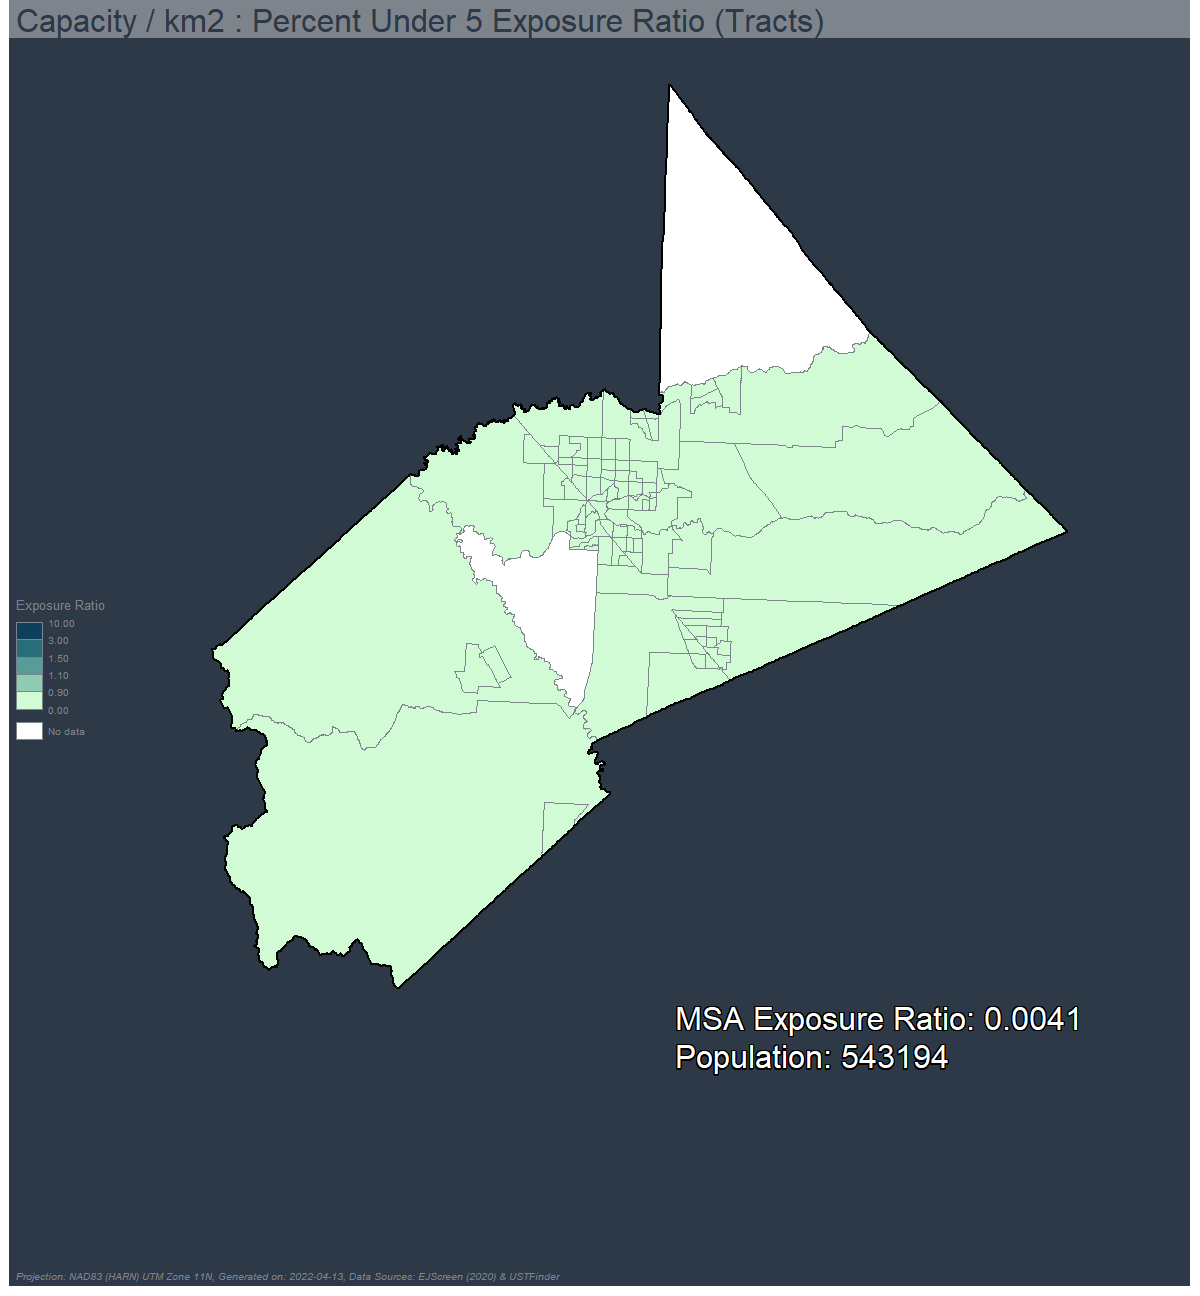 Capacity / km2 : Percent Under 5 Exposure Ratio (Tracts)
Exposure Ratio
10.00
3.00
1.50
1.10
0.90
0.00
No data
MSA Exposure Ratio: 0.0041
Population: 543194
Projection: NAD83 (HARN) UTM Zone 11N, Generated on: 2022-04-13, Data Sources: EJScreen (2020) & USTFinder